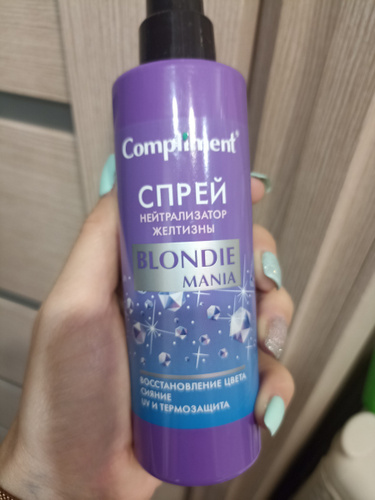 Compliment®
СПРЕЙ
НЕЙТРАЛИЗАТОР
ЖЕЛТИЗНЫ
BLONDIE
MANIA
ВОССТАНОВЛЕНИЕ ЦВЕТА
СИЯНИЕ
UV И ТЕРМОЗАЩИТА